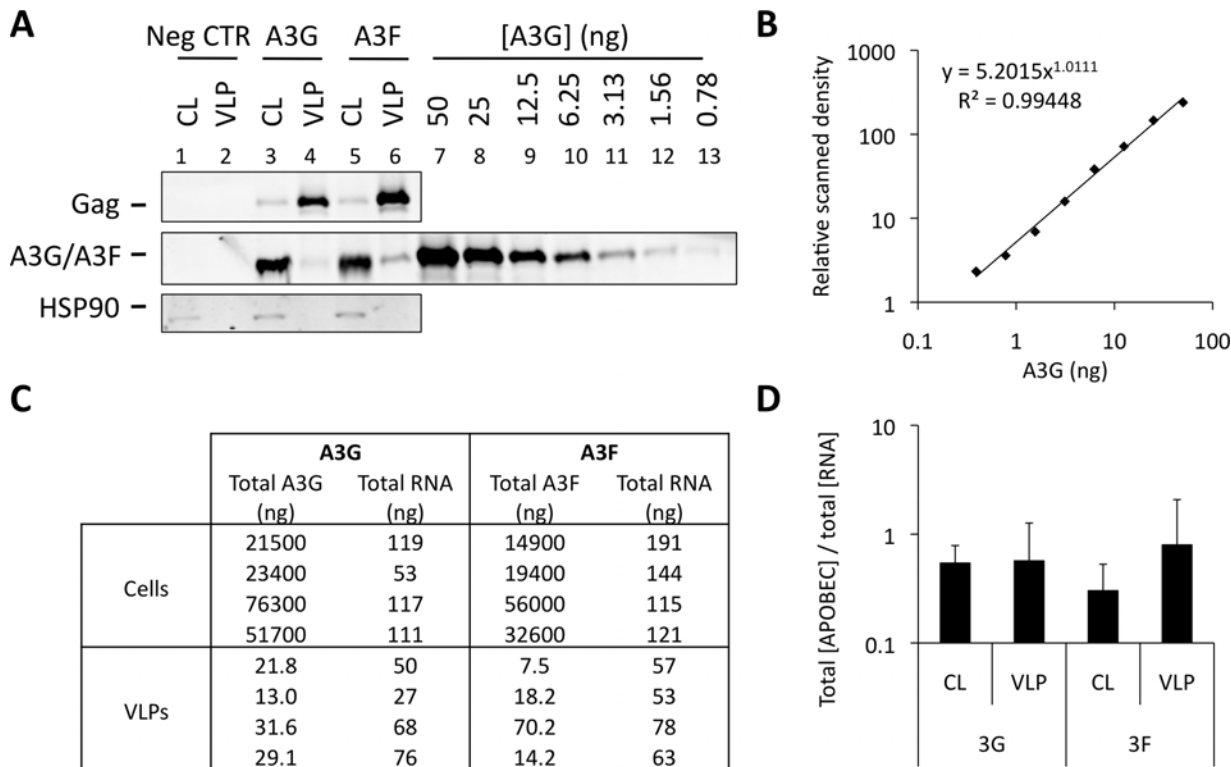 A
Neg CTR A3G A3F [A3G] (ng)
CL VLP CL VLP CL VLP 50 25 12.5 6.25 3.13 1.56 0.78
1 2 3 4 5 6 7 8 9 10 11 12 13
Gag
A3G/A3F
HSP90
B
Relative scanned density
1000
100
10
1
y = 5.2015x^1.0111
R² = 0.99448
0.1 1 10 100
A3G (ng)
C
A3G A3F
Total A3G Total RNA Total A3F Total RNA
(ng) (ng) (ng) (ng)
Cells
21500 119 14900 191
23400 53 19400 144
76300 117 56000 115
51700 111 32600 121
VLPs
21.8 50 7.5 57
13.0 27 18.2 53
31.6 68 70.2 78
29.1 76 14.2 63
D
Total [APOBEC] / total [RNA]
10
1
0.1
CL VLP CL VLP
3G 3F